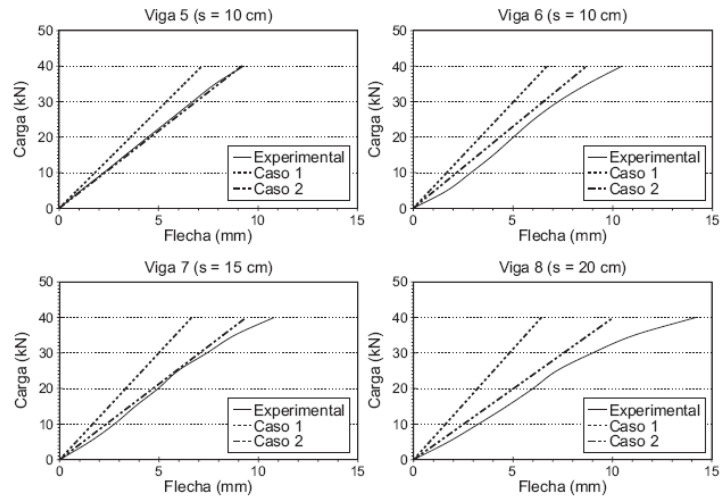 Viga 5 (s = 10 cm)
50
40
30
20
10
0
Carga (kN)
Experimental
Caso 1
Caso 2
0 5 10 15
Flecha (mm)
Viga 6 (s = 10 cm)
50
40
30
20
10
0
Carga (kN)
Experimental
Caso 1
Caso 2
0 5 10 15
Flecha (mm)
Viga 7 (s = 15 cm)
50
40
30
20
10
0
Carga (kN)
Experimental
Caso 1
Caso 2
0 5 10 15
Flecha (mm)
Viga 8 (s = 20 cm)
50
40
30
20
10
0
Carga (kN)
Experimental
Caso 1
Caso 2
0 5 10 15
Flecha (mm)